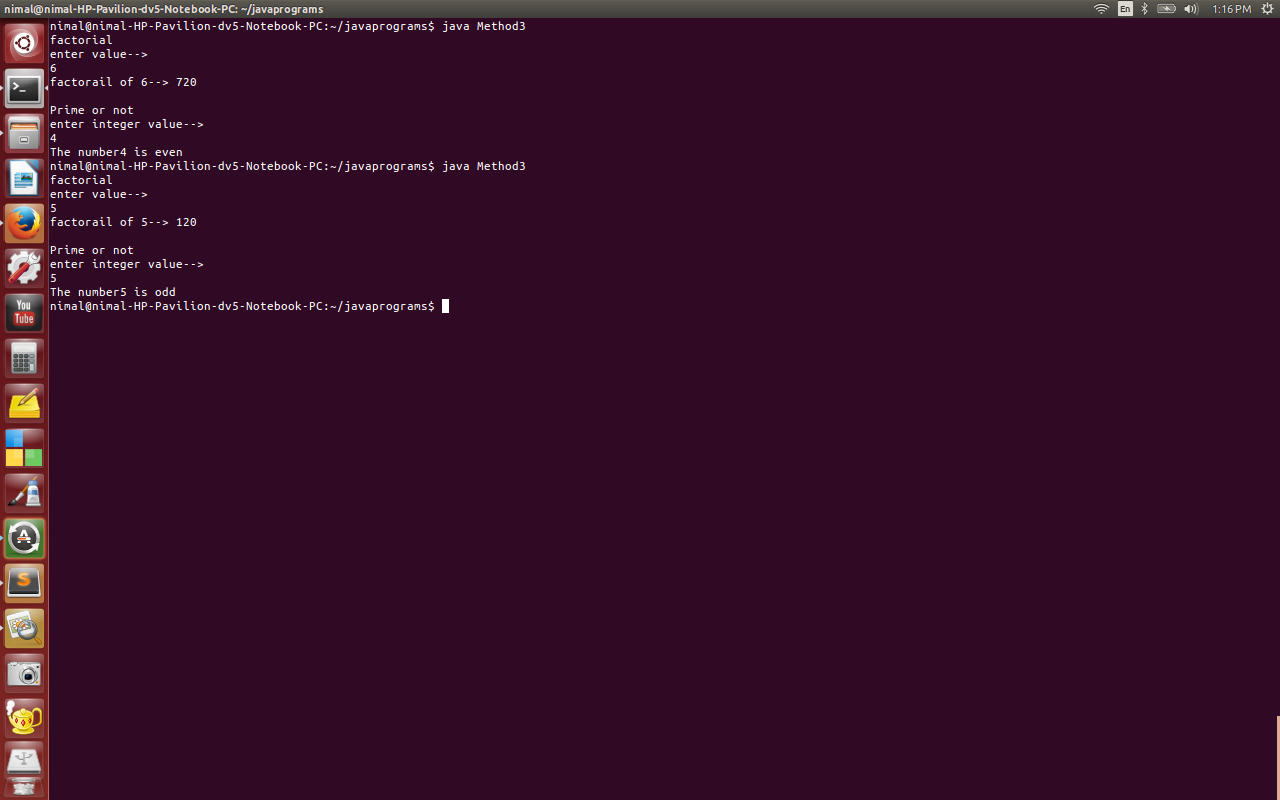 nimal@nimal-HP-Pavilion-dv5-Notebook-PC: ~/javaprograms
En
1:16 PM
nimal@nimal-HP-Pavilion-dv5-Notebook-PC:~/javaprograms$ java Method3
factorial
enter value-->
6
factorail of 6--> 720
Prime or not
enter integer value-->
4
The number4 is even
nimal@nimal-HP-Pavilion-dv5-Notebook-PC:~/javaprograms$ java Method3
factorial
enter value-->
5
factorail of 5--> 120
Prime or not
enter integer value-->
5
The number5 is odd
nimal@nimal-HP-Pavilion-dv5-Notebook-PC:~/javaprograms$
>_
You
Tube
A
S